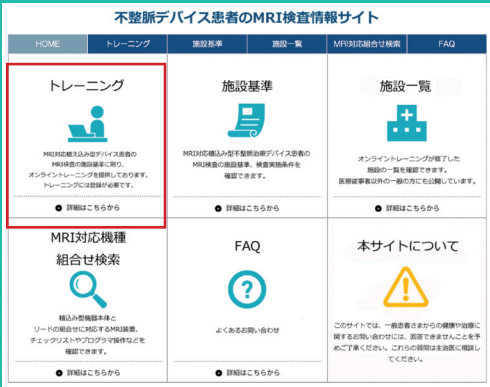 不整脈デバイス患者のMRI検査情報サイト
HOME
トレーニング
施設基準
施設一覧
MRI対応組合せ検索
FAQ
トレーニング
MRI対応植え込み型デバイス患者の
MRI検査の施設基準に則り、
オンライントレーニングを提供しております。
トレーニングには登録が必要です。
詳細はこちらから
施設基準
MRI対応植込み型不整脈治療デバイス患者の
MRI検査の施設基準、検査実施条件を
確認できます。
詳細はこちらから
施設一覧
オンライントレーニングが修了した
施設の一覧を確認できます。
医療従事者以外の一般の方にも公開しています。
詳細はこちらから
MRI対応機種
組合せ検索
植込み型機器本体と
リードの組合せに対応するMRI装置、
チェックリストやプログラマ操作などを
確認できます。
詳細はこちらから
FAQ
?
よくあるお問い合わせ
詳細はこちらから
本サイトについて
このサイトでは、一般患者さまからの健康や治療に
関するお問い合わせには、回答できませんことを予
めご了承ください。これらの質問は主治医に相談し
てください。